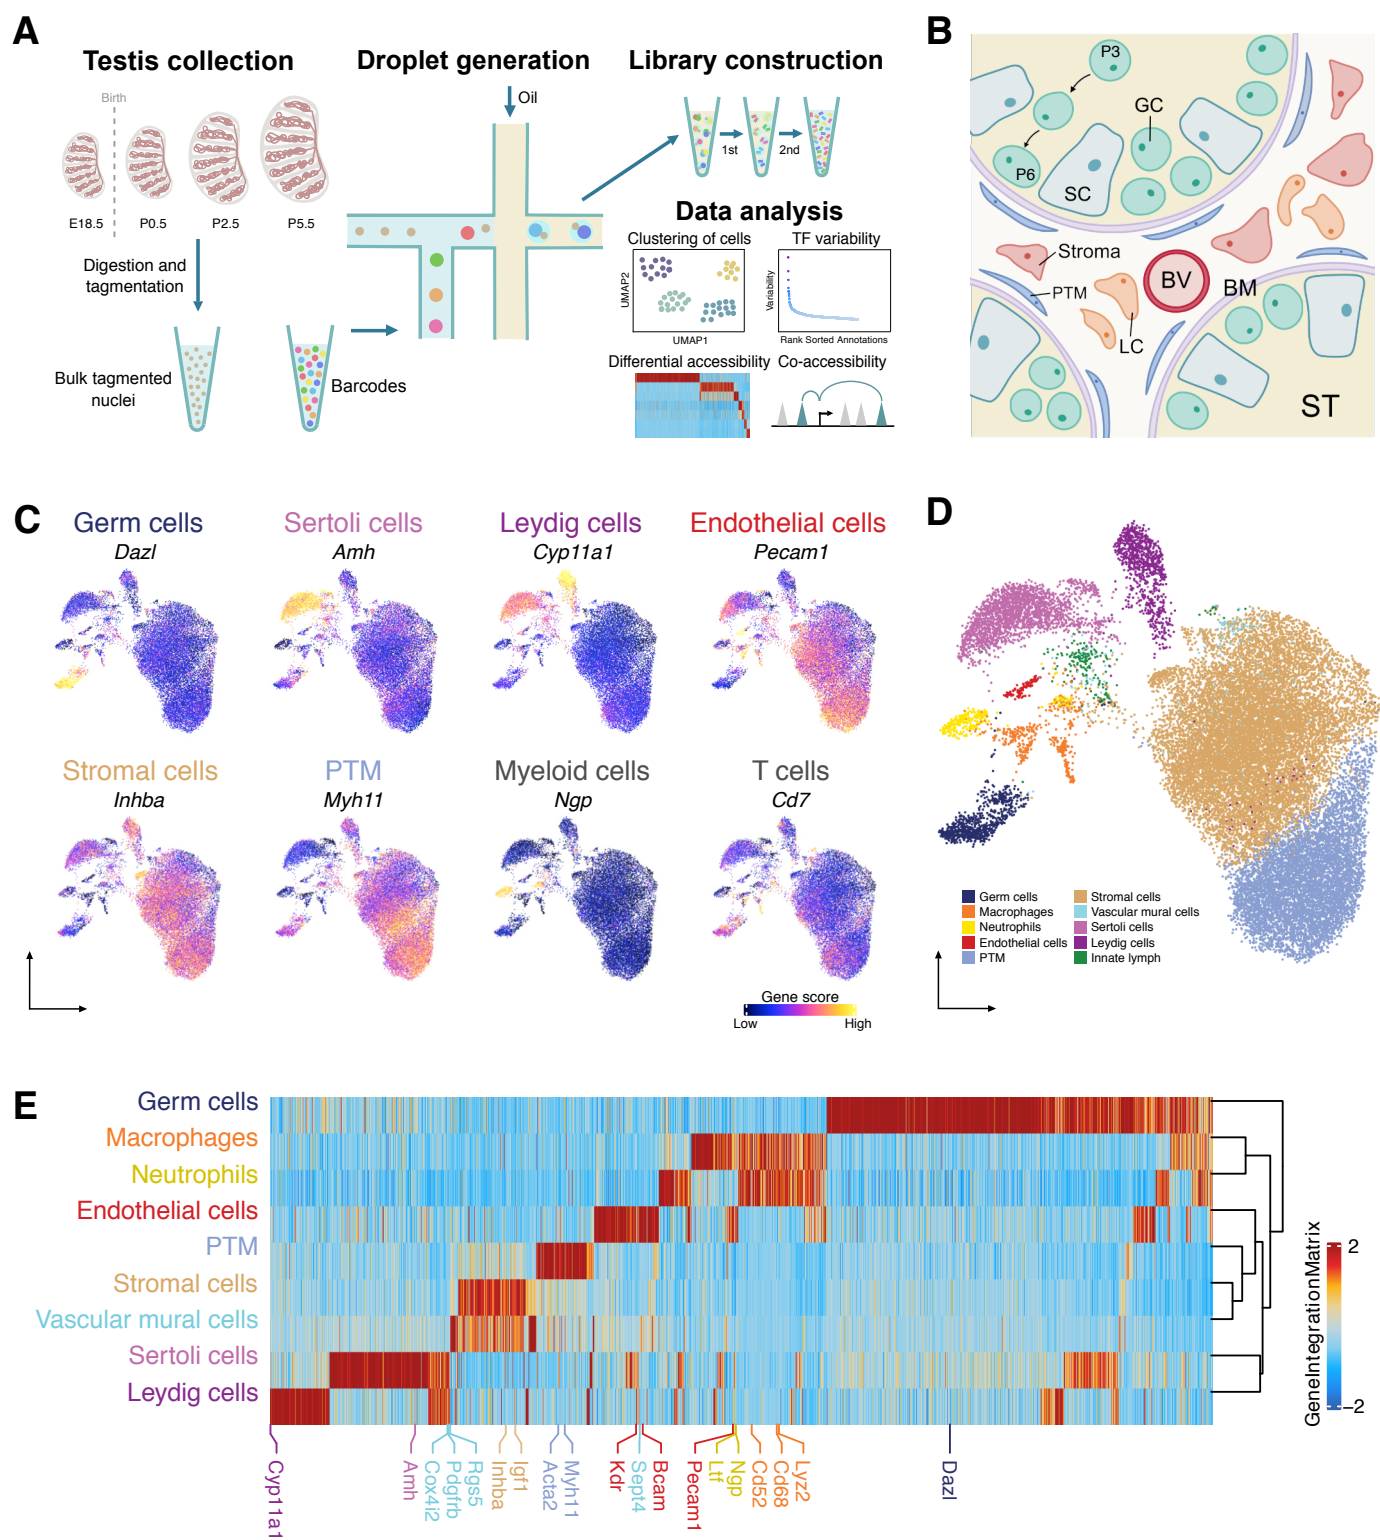 A
Testis collection
Droplet generation
Library construction
Birth
E18.5
P0.5
P2.5
P5.5
Digestion and
tagmentation
Bulk tagmented
nuclei
Barcodes
Oil
1st
2nd
Data analysis
Clustering of cells
TF variability
UMAP2
UMAP1
Variability
Rank Sorted Annotations
Differential accessibility
Co-accessibility
B
P3
GC
P6
SC
Stroma
PTM
BV
BM
LC
ST
C
Germ cells
Dazl
Sertoli cells
Amh
Leydig cells
Cyp11a1
Endothelial cells
Pecam1
Stromal cells
Inhba
PTM
Myh11
Myeloid cells
Ngp
T cells
Cd7
Gene score
Low
High
D
Germ cells
Macrophages
Neutrophils
Endothelial cells
PTM
Stromal cells
Vascular mural cells
Sertoli cells
Leydig cells
Innate lymph
E
Germ cells
Macrophages
Neutrophils
Endothelial cells
PTM
Stromal cells
Vascular mural cells
Sertoli cells
Leydig cells
Cyp11a1
Amh
Cox4i2
Pdgfrb
Rgs5
Inhba
Igf1
Acta2
Myh11
Kdr
Sept4
Bcam
Pecam1
Ltf
Ngp
Cd52
Cd68
Lyz2
Dazl
GeneIntegrationMatrix
2
−2